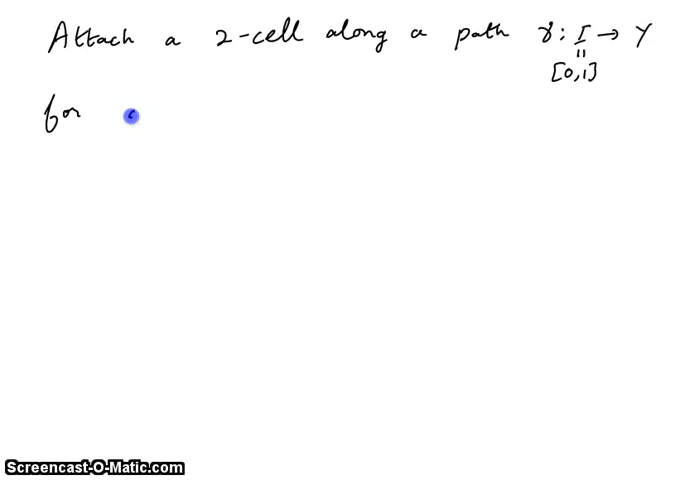 Attach a 2-cell along a path γ: I → Y
"
[0,1]
for c
Screencast-O-Matic.com